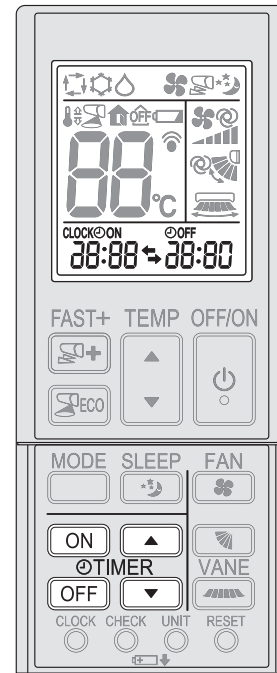 OFF
88 °C
CLOCK ON OFF
88:88 88:80
FAST+ TEMP OFF/ON
+
ECO
MODE SLEEP FAN
ON
TIMER VANE
OFF
CLOCK CHECK UNIT RESET